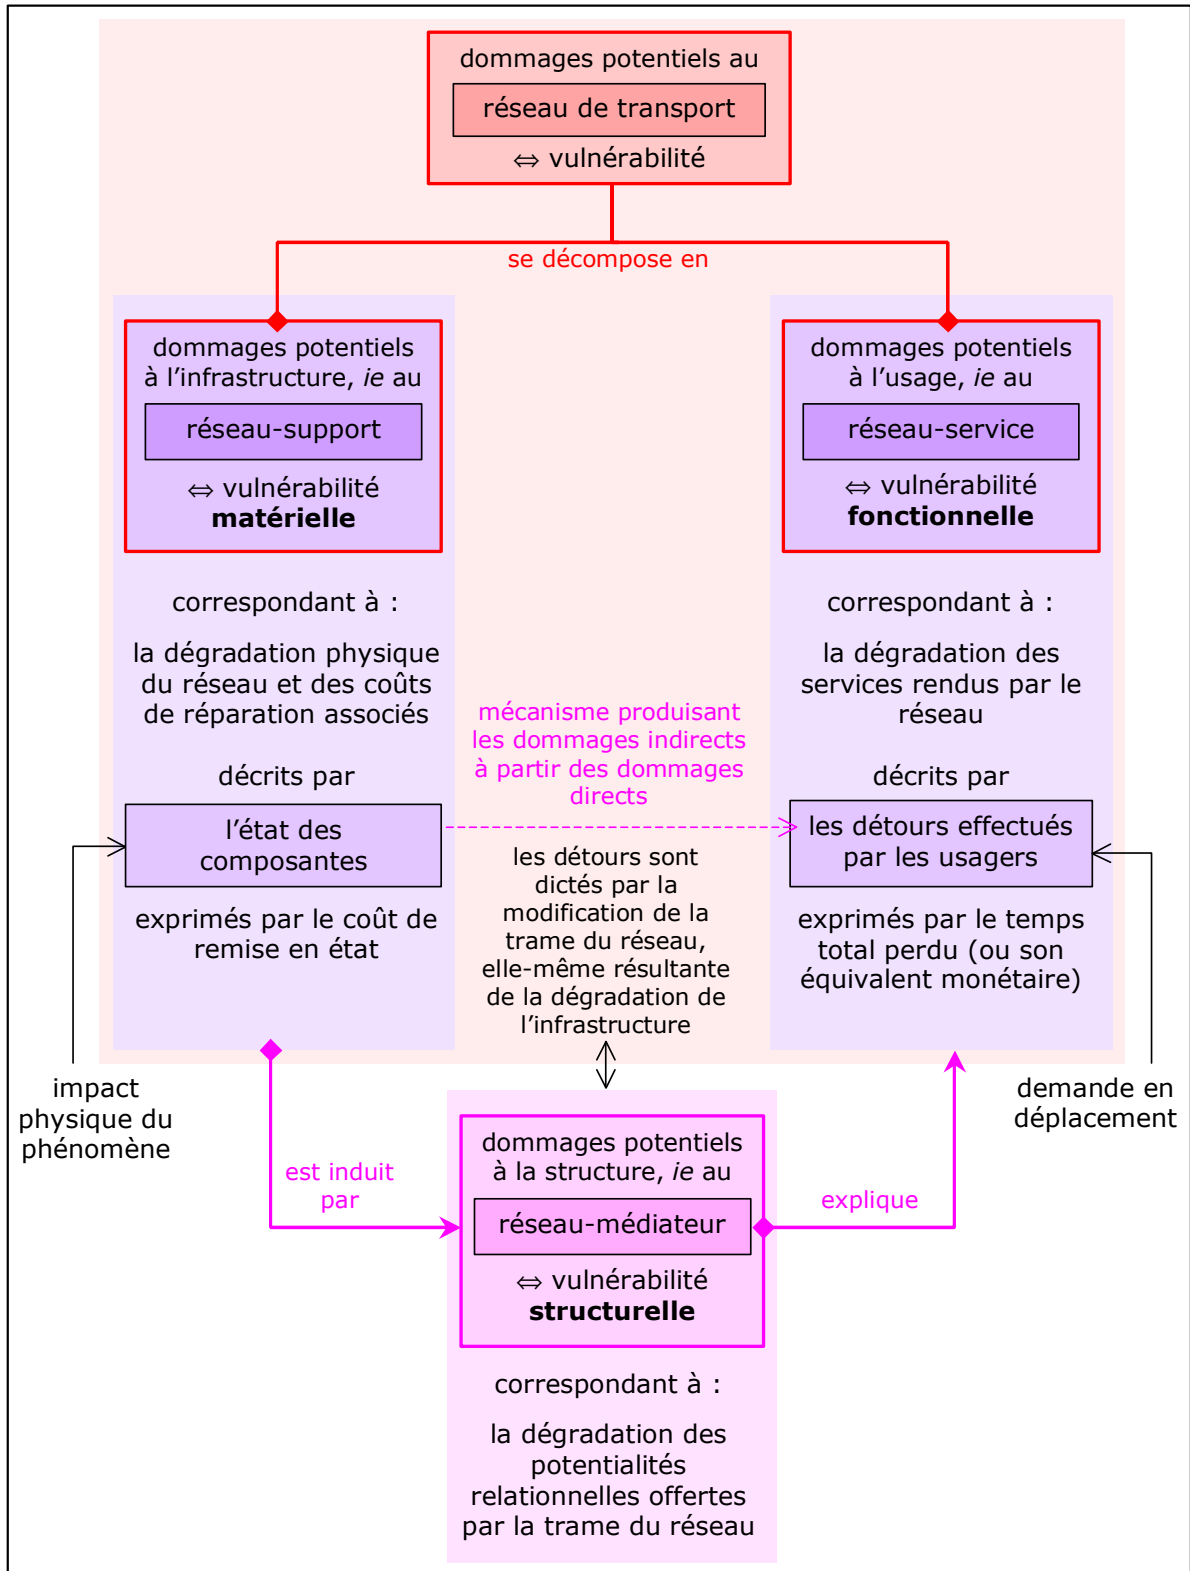 dommages potentiels au
réseau de transport
⇔ vulnérabilité
se décompose en
dommages potentiels
à l'infrastructure, ie au
réseau-support
⇔ vulnérabilité
matérielle
correspondant à :
la dégradation physique
du réseau et des coûts
de réparation associés
décrits par
l'état des
composantes
exprimés par le coût de
remise en état
dommages potentiels
à l'usage, ie au
réseau-service
⇔ vulnérabilité
fonctionnelle
correspondant à :
la dégradation des
services rendus par le
réseau
décrits par
les détours effectués
par les usagers
exprimés par le temps
total perdu (ou son
équivalent monétaire)
mécanisme produisant
les dommages indirects
à partir des dommages
directs
les détours sont
dictés par la
modification de la
trame du réseau,
elle-même résultante
de la dégradation de
l'infrastructure
impact
physique du
phénomène
demande en
déplacement
est induit
par
dommages potentiels
à la structure, ie au
réseau-médiateur
⇔ vulnérabilité
structurelle
explique
correspondant à :
la dégradation des
potentialités
relationnelles offertes
par la trame du réseau